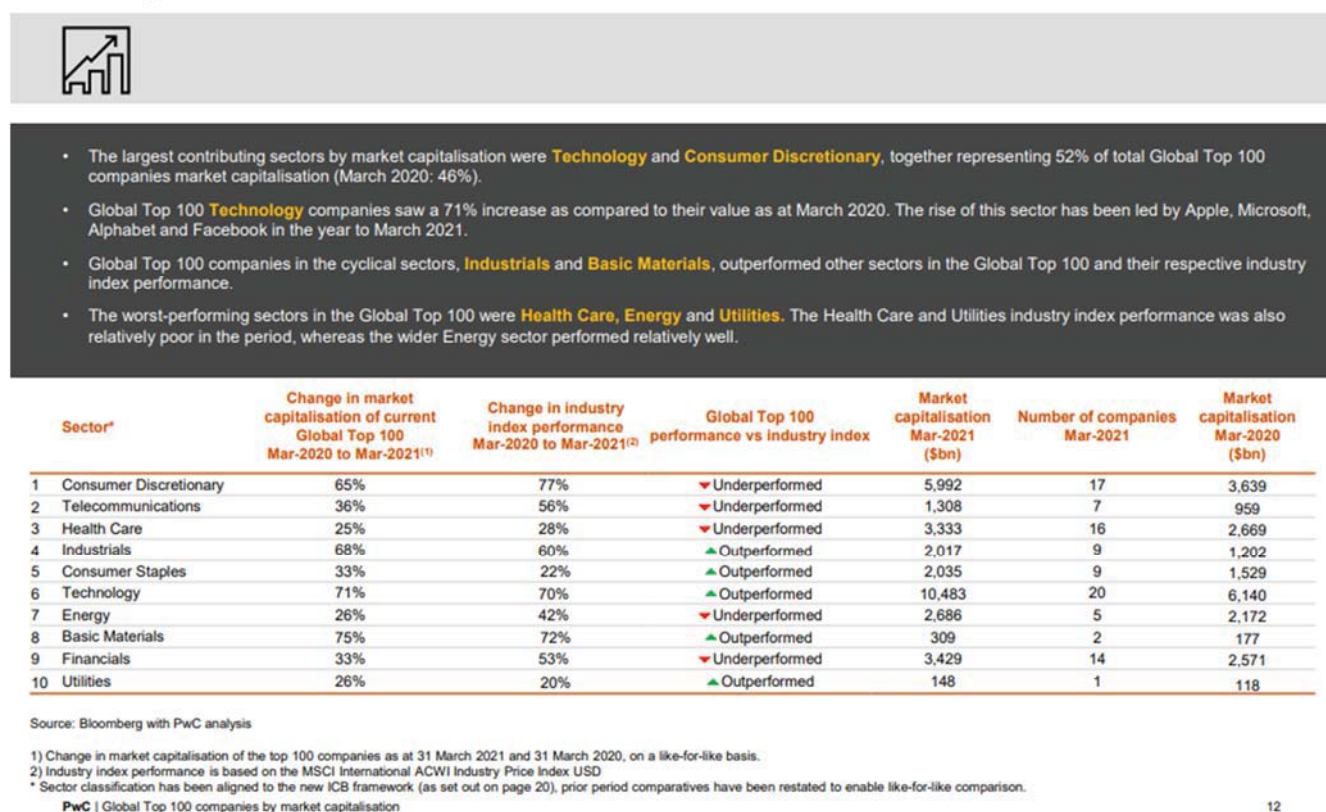 • The largest contributing sectors by market capitalisation were Technology and Consumer Discretionary, together representing 52% of total Global Top 100
companies market capitalisation (March 2020: 46%).
• Global Top 100 Technology companies saw a 71% increase as compared to their value as at March 2020. The rise of this sector has been led by Apple, Microsoft,
Alphabet and Facebook in the year to March 2021.
• Global Top 100 companies in the cyclical sectors, Industrials and Basic Materials, outperformed other sectors in the Global Top 100 and their respective industry
index performance.
• The worst-performing sectors in the Global Top 100 were Health Care, Energy and Utilities. The Health Care and Utilities industry index performance was also
relatively poor in the period, whereas the wider Energy sector performed relatively well.
Sector*
Change in market
capitalisation of current
Global Top 100
Mar-2020 to Mar-2021(1)
Change in industry
index performance
Mar-2020 to Mar-2021(2)
Global Top 100
performance vs industry index
Market
capitalisation
Mar-2021
($bn)
Number of companies
Mar-2021
Market
capitalisation
Mar-2020
($bn)
1 Consumer Discretionary 65% 77% ▼Underperformed 5,992 17 3,639
2 Telecommunications 36% 56% ▼Underperformed 1,308 7 959
3 Health Care 25% 28% ▼Underperformed 3,333 16 2,669
4 Industrials 68% 60% ▲Outperformed 2,017 9 1,202
5 Consumer Staples 33% 22% ▲Outperformed 2,035 9 1,529
6 Technology 71% 70% ▲Outperformed 10,483 20 6,140
7 Energy 26% 42% ▼Underperformed 2,686 5 2,172
8 Basic Materials 75% 72% ▲Outperformed 309 2 177
9 Financials 33% 53% ▼Underperformed 3,429 14 2,571
10 Utilities 26% 20% ▲Outperformed 148 1 118
Source: Bloomberg with PwC analysis
1) Change in market capitalisation of the top 100 companies as at 31 March 2021 and 31 March 2020, on a like-for-like basis.
2) Industry index performance is based on the MSCI International ACWI Industry Price Index USD
* Sector classification has been aligned to the new ICB framework (as set out on page 20), prior period comparatives have been restated to enable like-for-like comparison.
PwC | Global Top 100 companies by market capitalisation 12